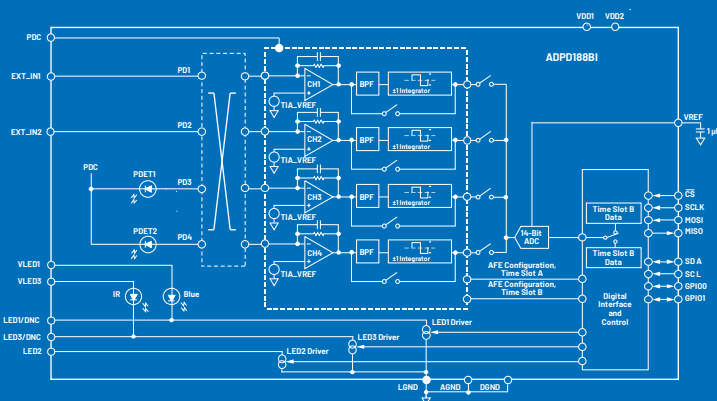 VDD1 VDD2
PDC
ADPD188BI
EXT_IN1
PD1
CH1
BPF
±1 Integrator
TIA_VREF
VREF
1 µF
EXT_IN2
PD2
CH2
BPF
±1 Integrator
TIA_VREF
PDC
PDET1
PD3
CH3
BPF
±1 Integrator
TIA_VREF
PDET2
PD4
CH4
BPF
±1 Integrator
TIA_VREF
14-Bit
ADC
Time Slot B
Data
Time Slot B
Data
CS
SCLK
MOSI
MISO
SDA
SCL
GPIO0
GPIO1
AFE Configuration,
Time Slot A
AFE Configuration,
Time Slot B
Digital
Interface
and
Control
VLED1
VLED3
IR
Blue
LED1/DNC
LED1 Driver
LED3/DNC
LED3 Driver
LED2
LED2 Driver
LGND
AGND
DGND